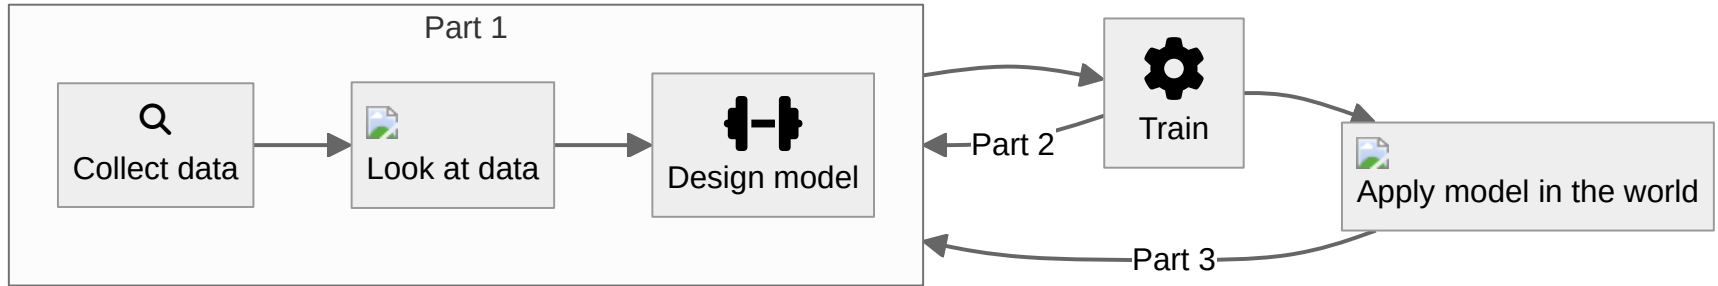 Part 1
Collect data
Look at data
Design model
Part 2
Train
Apply model in the world
Part 3